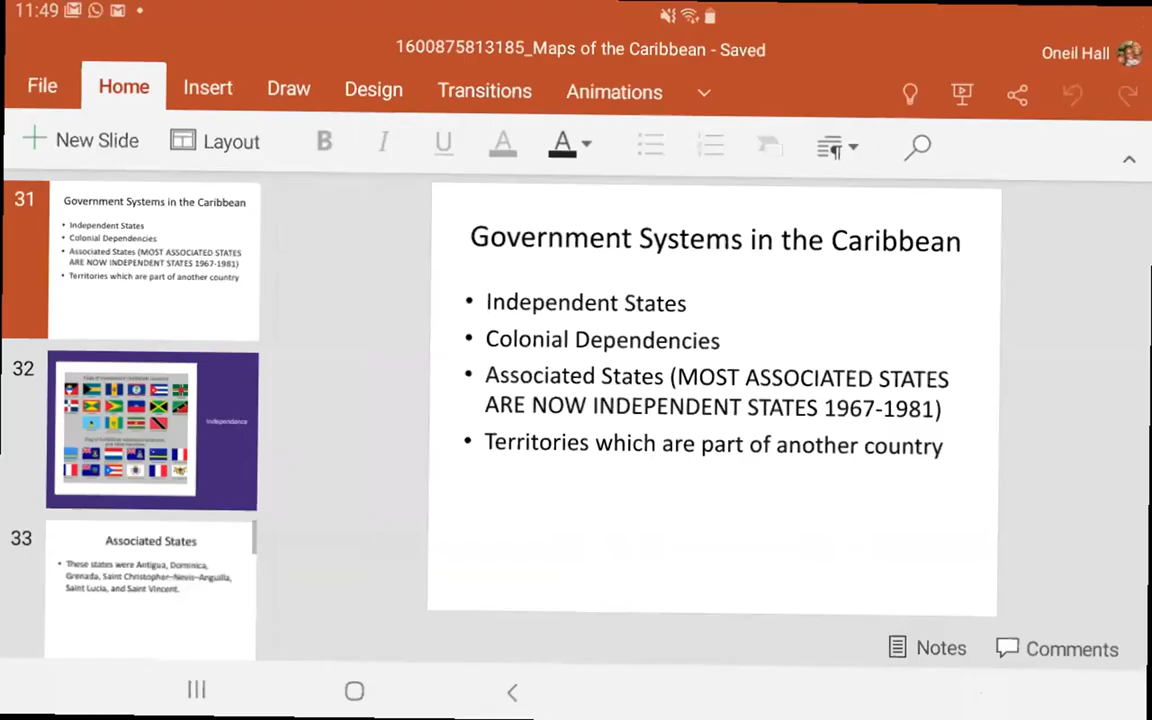 11:49
1600875813185_Maps of the Caribbean - Saved
Oneil Hall
File Home Insert Draw Design Transitions Animations
New Slide Layout B I U A A
31
Government Systems in the Caribbean
• Independent States
• Colonial Dependencies
• Associated States (MOST ASSOCIATED STATES
ARE NOW INDEPENDENT STATES 1967-1981)
• Territories which are part of another country
32
Independence
33
Associated States
• These states were Antigua, Dominica,
Grenada, Saint Christopher-Nevis-Anguilla,
Saint Lucia, and Saint Vincent.
Government Systems in the Caribbean
• Independent States
• Colonial Dependencies
• Associated States (MOST ASSOCIATED STATES
ARE NOW INDEPENDENT STATES 1967-1981)
• Territories which are part of another country
Notes Comments